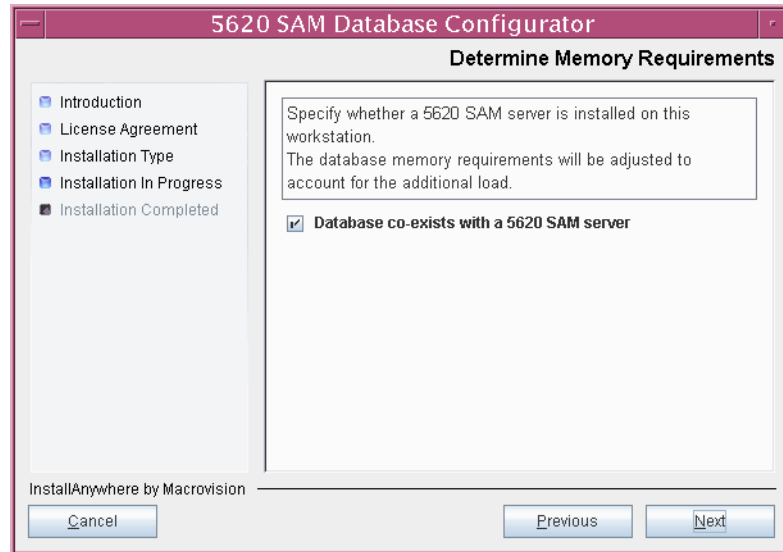 5620 SAM Database Configurator
Determine Memory Requirements
Introduction
License Agreement
Installation Type
Installation In Progress
Installation Completed
Specify whether a 5620 SAM server is installed on this
workstation.
The database memory requirements will be adjusted to
account for the additional load.
Database co-exists with a 5620 SAM server
InstallAnywhere by Macrovision
Cancel
Previous
Next